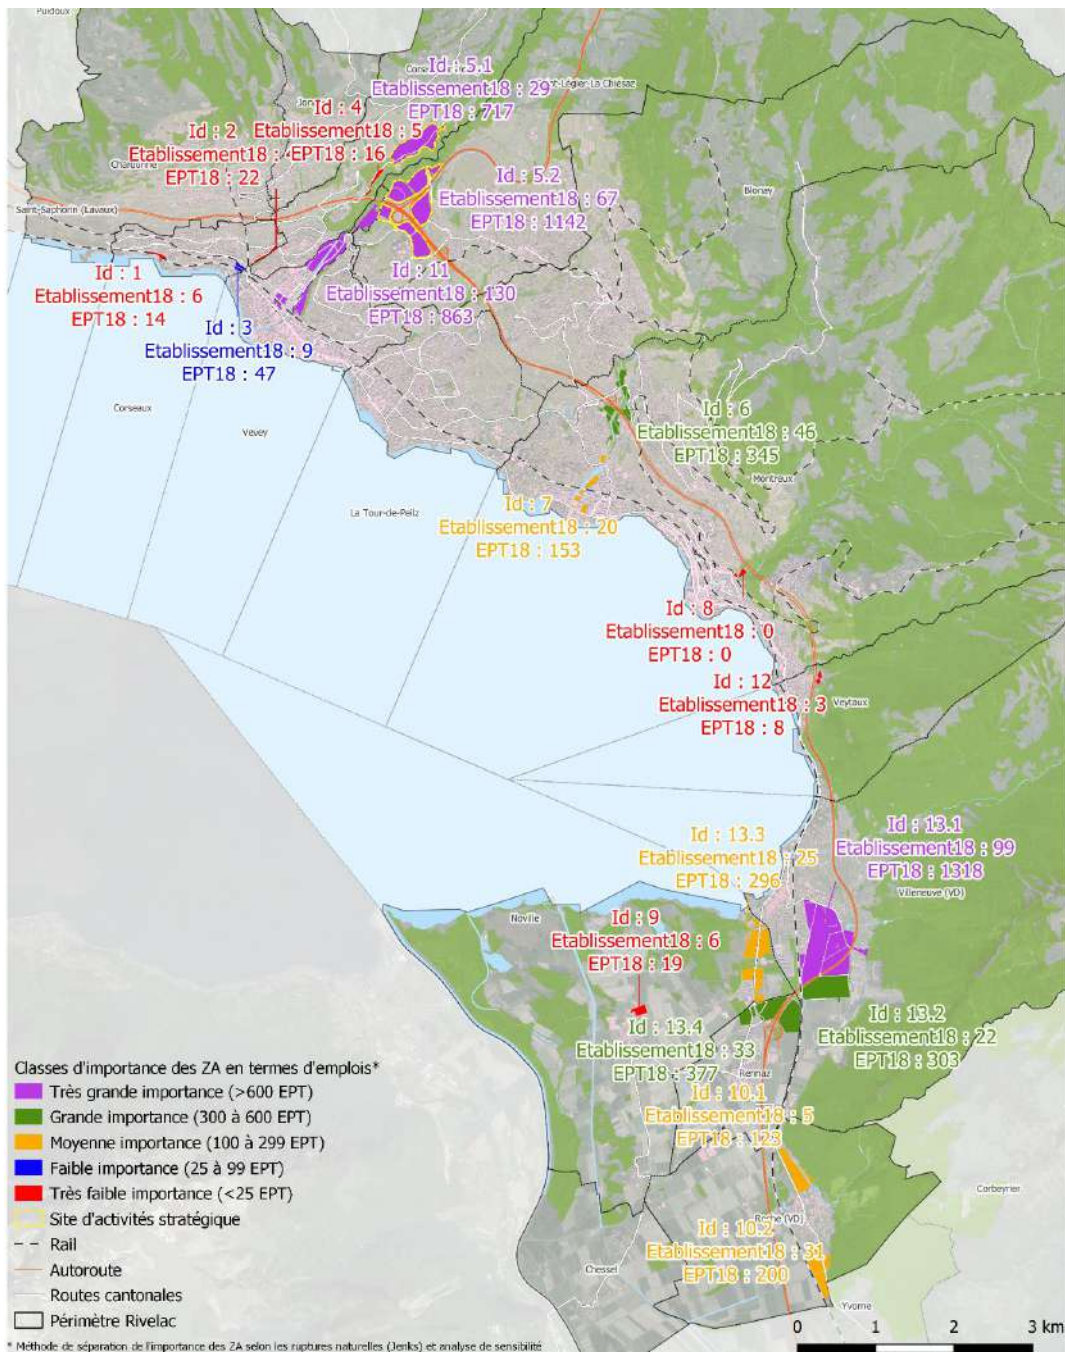 Puidoux
Id : 5.1
Etablissement18 : 29
EPT18 : 717
Id : 4
Etablissement18 : 5
EPT18 : 16
Id : 2
Etablissement18 :
EPT18 : 22
Id : 5.2
Etablissement18 : 67
EPT18 : 1142
Blonay
Saint-Saphorin (Lavaux)
Id : 1
Etablissement18 : 6
EPT18 : 14
Id : 11
Etablissement18 : 130
EPT18 : 863
Id : 3
Etablissement18 : 9
EPT18 : 47
Corseaux
Vevey
Id : 6
Etablissement18 : 46
EPT18 : 345
Montreux
La Tour-de-Peilz
Id : 7
Etablissement18 : 20
EPT18 : 153
Id : 8
Etablissement18 : 0
EPT18 : 0
Id : 12
Etablissement18 : 3
EPT18 : 8
Veytaux
Id : 13.1
Etablissement18 : 99
EPT18 : 1318
Villeneuve (VD)
Id : 13.3
Etablissement18 : 25
EPT18 : 296
Noville
Id : 9
Etablissement18 : 6
EPT18 : 19
Id : 13.2
Etablissement18 : 22
EPT18 : 303
Id : 13.4
Etablissement18 : 33
EPT18 : 377
Rennaz
Id : 10.1
Etablissement18 : 5
EPT18 : 123
Corbeyrier
Roche (VD)
Id : 10.2
Etablissement18 : 31
EPT18 : 200
Chessel
Yvorne
Classes d'importance des ZA en termes d'emplois*
Très grande importance (>600 EPT)
Grande importance (300 à 600 EPT)
Moyenne importance (100 à 299 EPT)
Faible importance (25 à 99 EPT)
Très faible importance (<25 EPT)
Site d'activités stratégique
Rail
Autoroute
Routes cantonales
Périmètre Rivelac
0 1 2 3 km
* Méthode de séparation de l'importance des ZA selon les ruptures naturelles (Jenks) et analyse de sensibilité